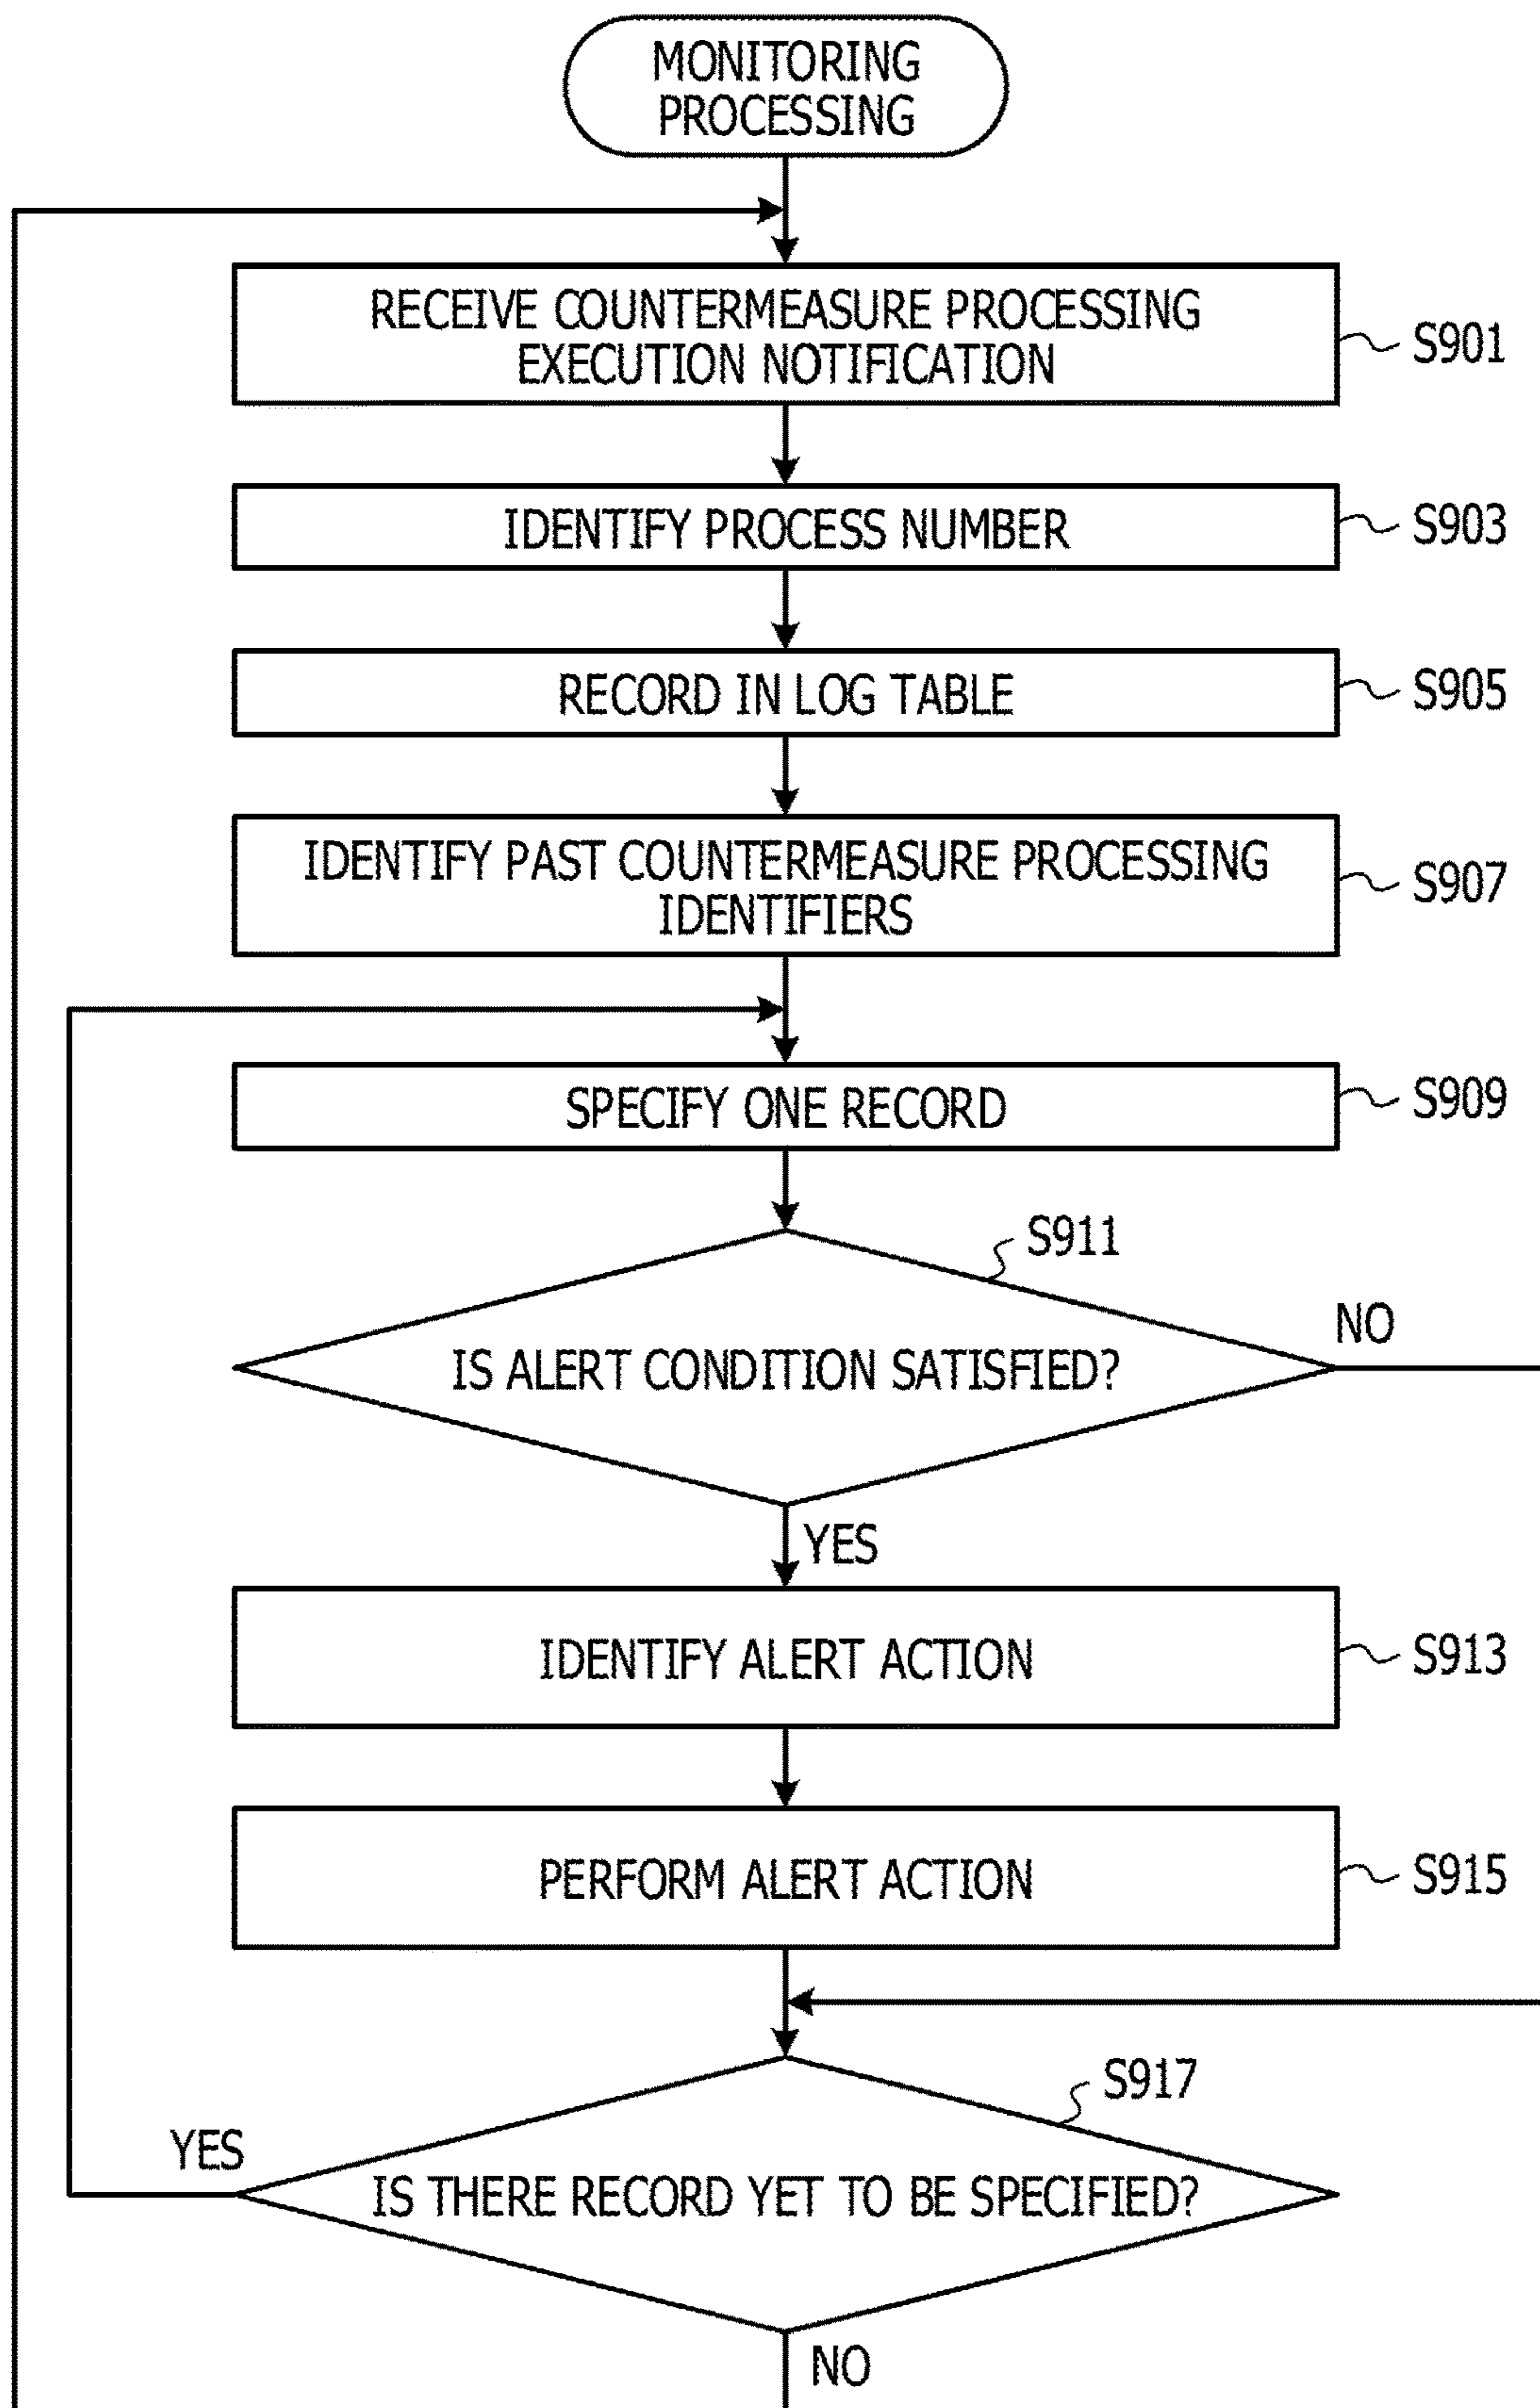 MONITORING
PROCESSING
RECEIVE COUNTERMEASURE PROCESSING
EXECUTION NOTIFICATION
S901
IDENTIFY PROCESS NUMBER
S903
RECORD IN LOG TABLE
S905
IDENTIFY PAST COUNTERMEASURE PROCESSING
IDENTIFIERS
S907
SPECIFY ONE RECORD
S909
S911
NO
IS ALERT CONDITION SATISFIED?
YES
IDENTIFY ALERT ACTION
S913
PERFORM ALERT ACTION
S915
S917
YES
IS THERE RECORD YET TO BE SPECIFIED?
NO